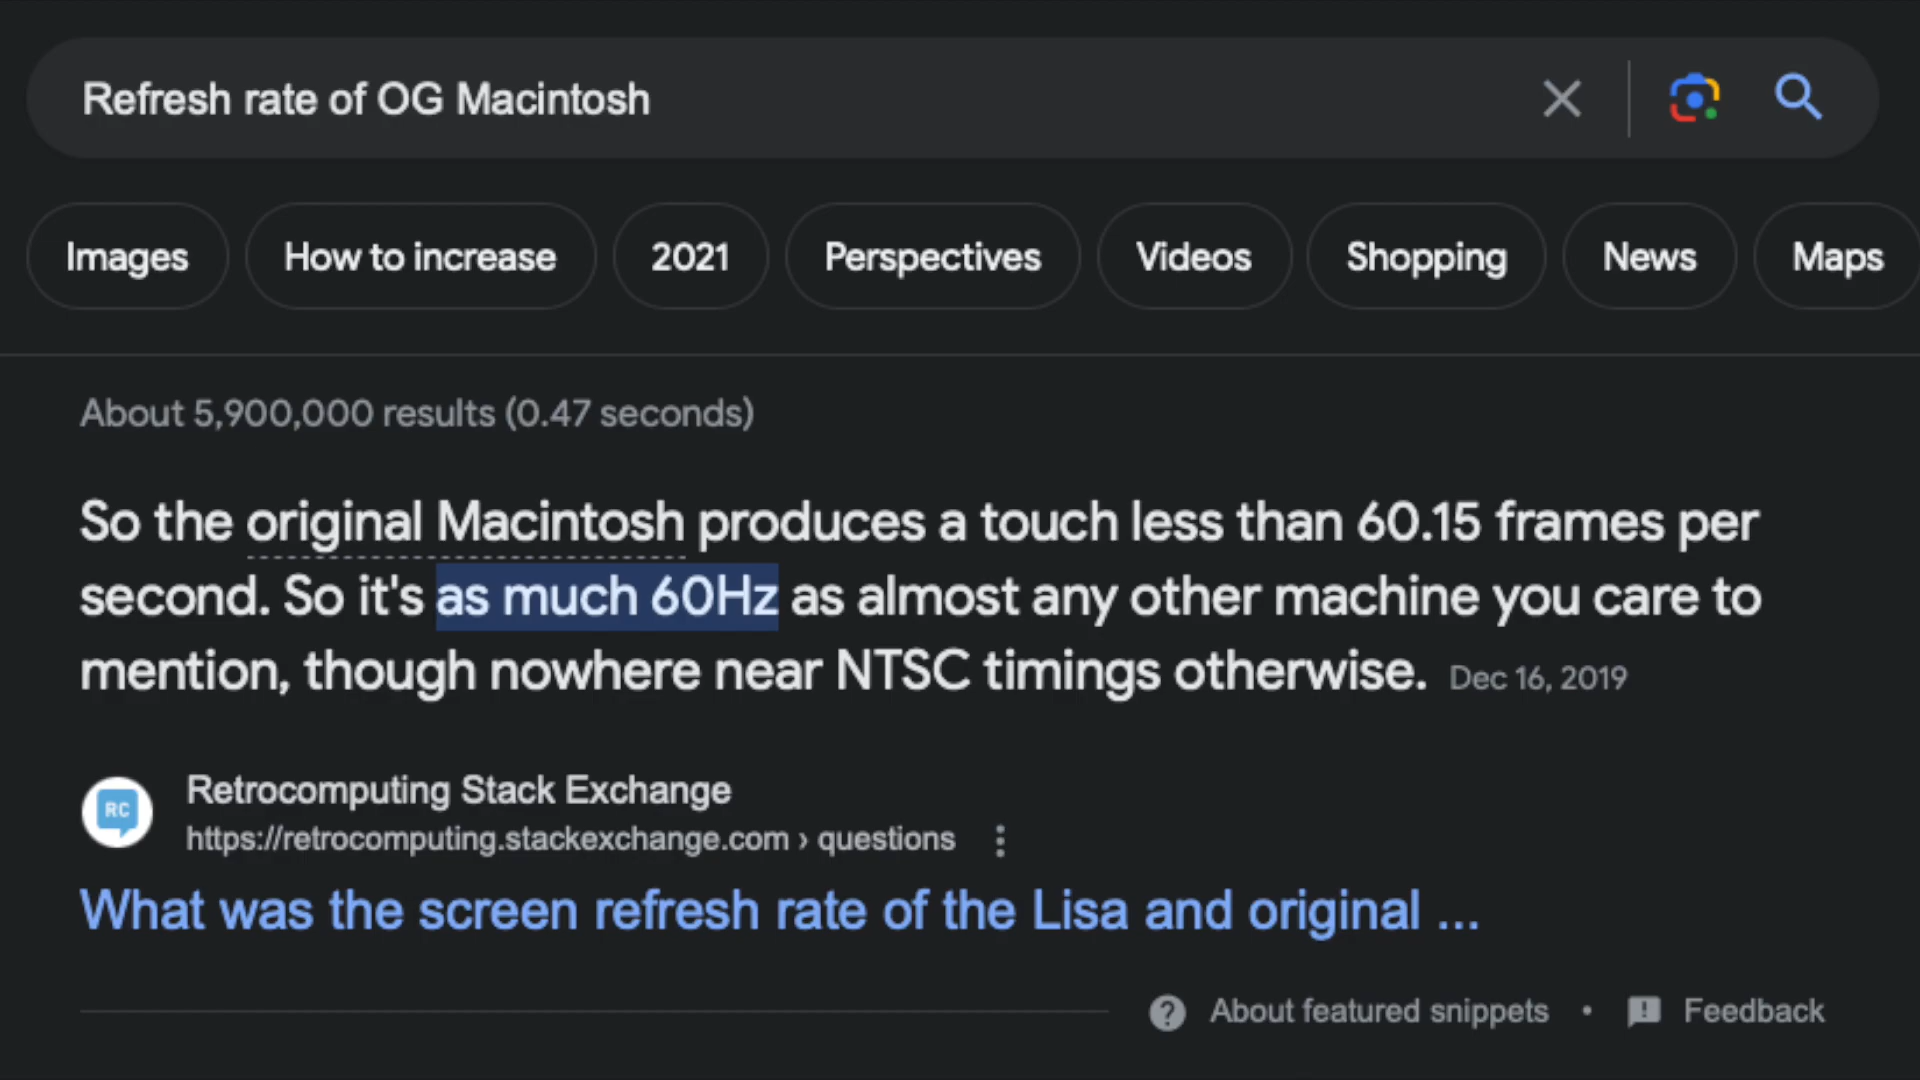 Refresh rate of OG Macintosh
Images How to increase 2021 Perspectives Videos Shopping News Maps
About 5,900,000 results (0.47 seconds)
So the original Macintosh produces a touch less than 60.15 frames per
second. So it's as much 60Hz as almost any other machine you care to
mention, though nowhere near NTSC timings otherwise. Dec 16, 2019
RC
Retrocomputing Stack Exchange
https://retrocomputing.stackexchange.com › questions
What was the screen refresh rate of the Lisa and original ...
About featured snippets • Feedback